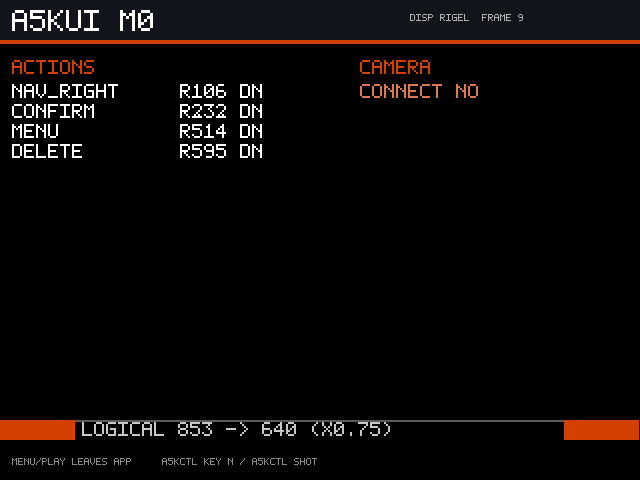 A5KUI M0
DISP RIGEL FRAME 9
ACTIONS
NAV_RIGHT R106 DN
CONFIRM R232 DN
MENU R514 DN
DELETE R595 DN
CAMERA
CONNECT NO
LOGICAL 853 -> 640 (X0.75)
MENU/PLAY LEAVES APP A5KCTL KEY N / A5KCTL SHOT